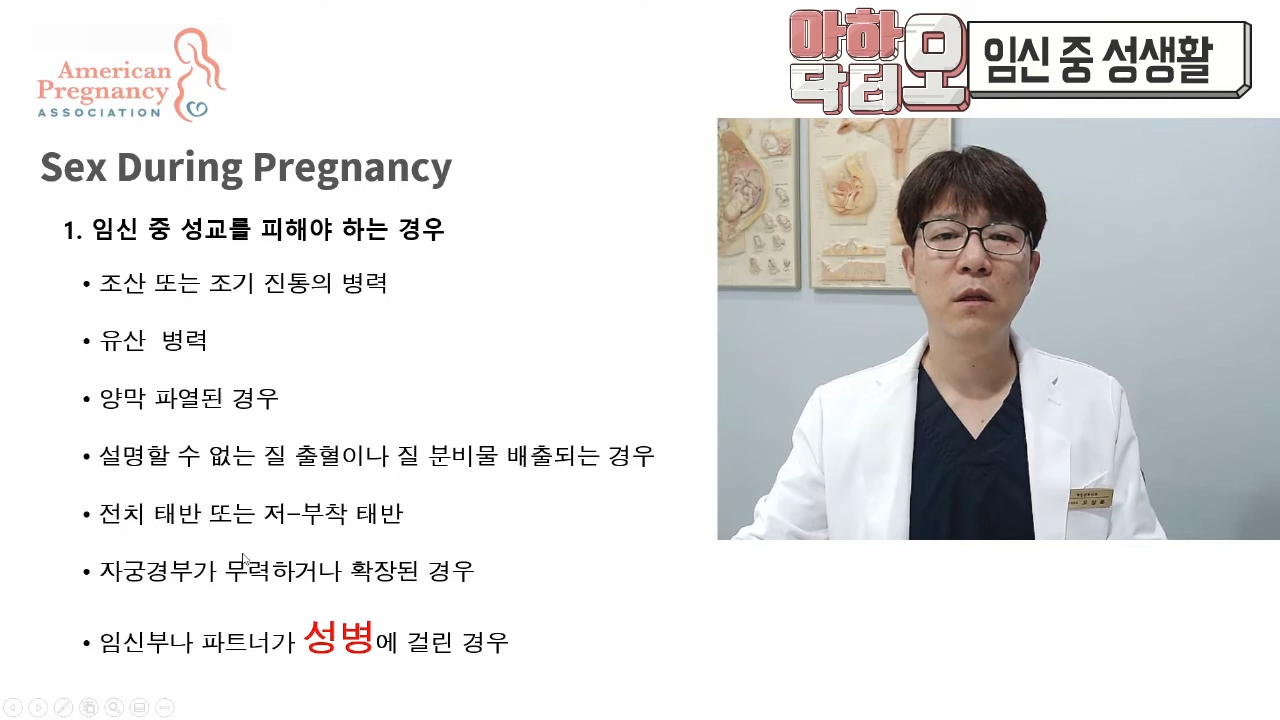 American
Pregnancy
ASSOCIATION
아하
닥터오
임신 중 성생활
Sex During Pregnancy
1. 임신 중 성교를 피해야 하는 경우
• 조산 또는 조기 진통의 병력
• 유산 병력
• 양막 파열된 경우
• 설명할 수 없는 질 출혈이나 질 분비물 배출되는 경우
• 전치 태반 또는 저-부착 태반
• 자궁경부가 무력하거나 확장된 경우
• 임신부나 파트너가 성병에 걸린 경우